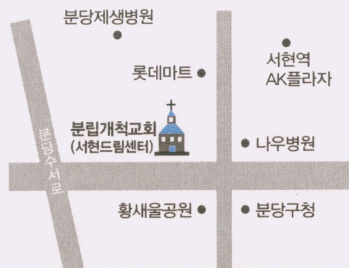 분당제생병원
롯데마트
서현역
AK플라자
분립개척교회
(서현드림센터)
나우병원
분당수서로
황새울공원
분당구청